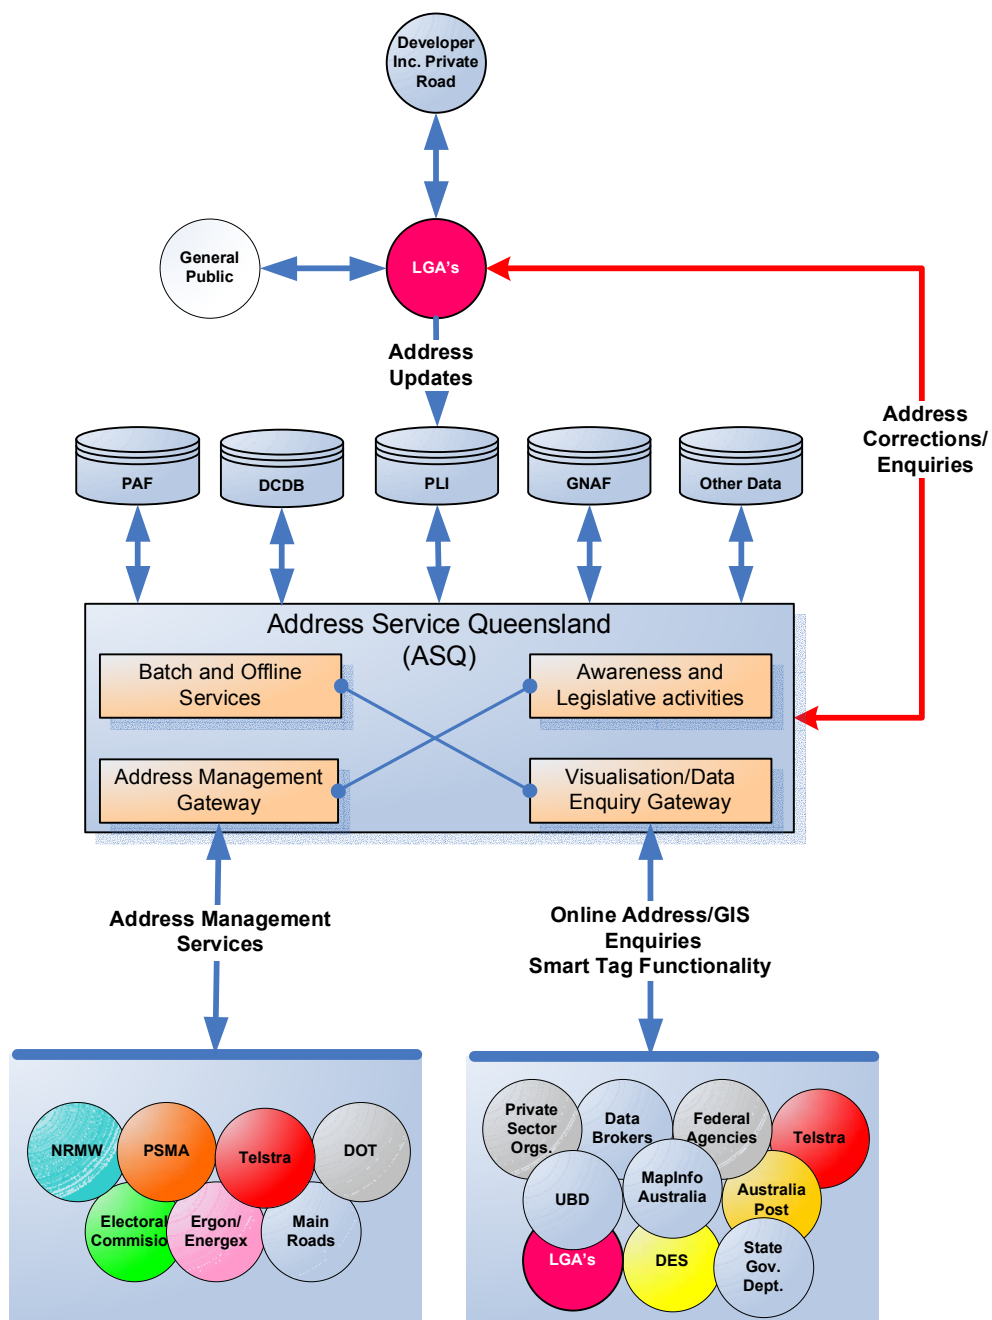 Developer
Inc. Private
Road
General
Public
LGA's
Address
Updates
Address
Corrections/
Enquiries
PAF
DCDB
PLI
GNAF
Other Data
Address Service Queensland
(ASQ)
Batch and Offline
Services
Awareness and
Legislative activities
Address Management
Gateway
Visualisation/Data
Enquiry Gateway
Address Management
Services
Online Address/GIS
Enquiries
Smart Tag Functionality
NRMW
PSMA
Telstra
DOT
Electoral
Commision
Ergon/
Energex
Main
Roads
Private
Sector
Orgs.
Data
Brokers
Federal
Agencies
Telstra
UBD
MapInfo
Australia
Australia
Post
LGA's
DES
State
Gov.
Dept.